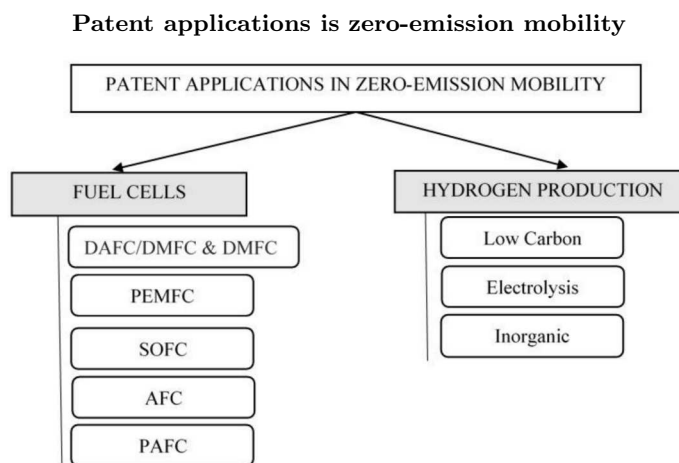 Patent applications is zero-emission mobility
PATENT APPLICATIONS IN ZERO-EMISSION MOBILITY
FUEL CELLS
DAFC/DMFC & DMFC
PEMFC
SOFC
AFC
PAFC
HYDROGEN PRODUCTION
Low Carbon
Electrolysis
Inorganic